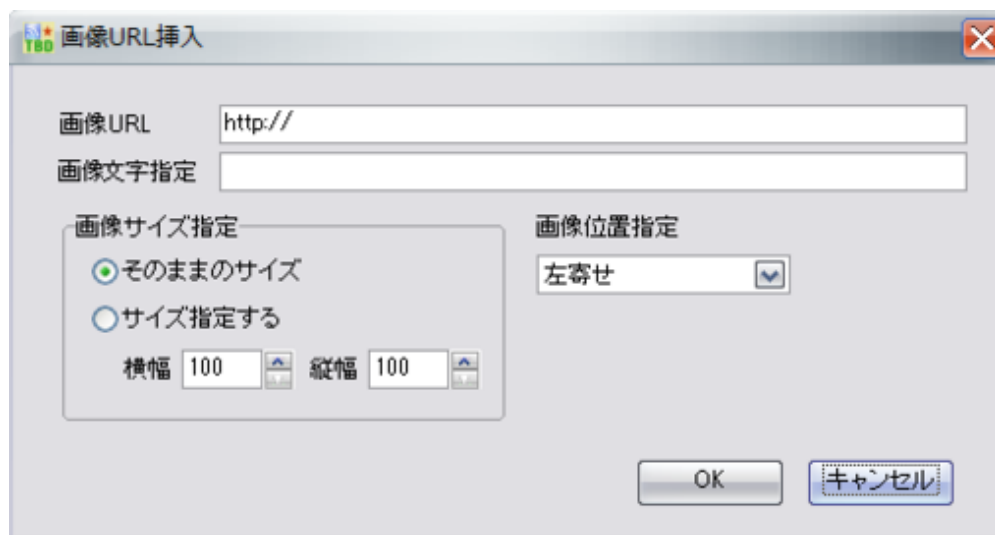 TBD 画像URL挿入
画像URL http://
画像文字指定
画像サイズ指定
そのままのサイズ
サイズ指定する
横幅 100 縦幅 100
画像位置指定
左寄せ
OK キャンセル